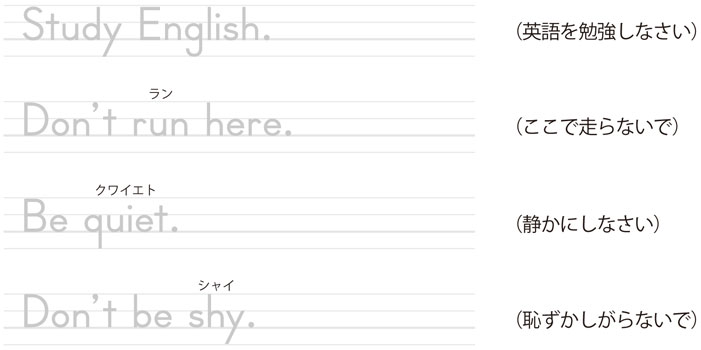 Study English. （英語を勉強しなさい）
ラン
Don't run here. （ここで走らないで）
クワイエト
Be quiet. （静かにしなさい）
シャイ
Don't be shy. （恥ずかしがらないで）